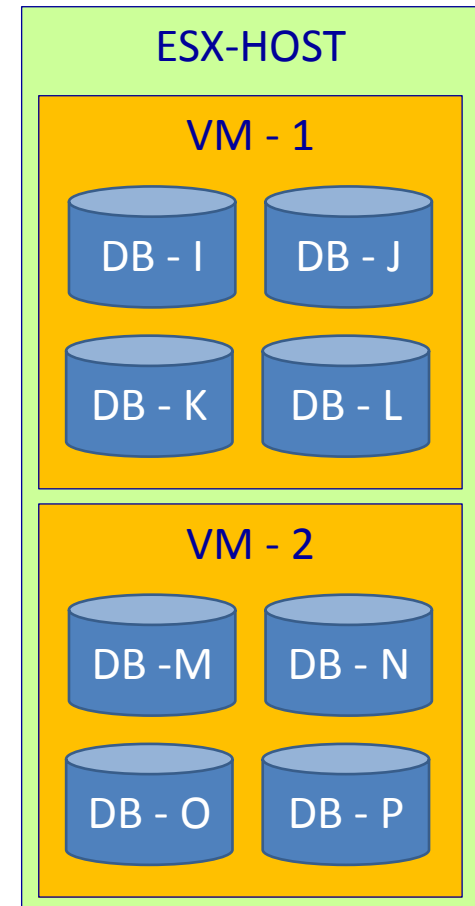 ESX-HOST
VM - 1
DB - I
DB - J
DB - K
DB - L
VM - 2
DB -M
DB - N
DB - O
DB - P